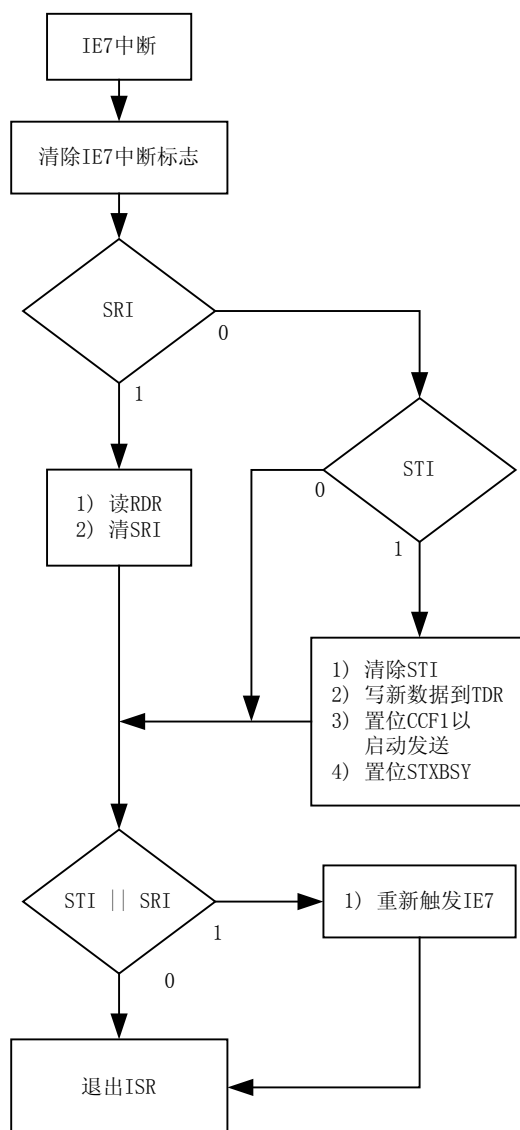 IE7中断
清除IE7中断标志
SRI
0
1
1) 读RDR
2) 清SRI
STI
0
1
1) 清除STI
2) 写新数据到TDR
3) 置位CCF1以
启动发送
4) 置位STXBSY
STI || SRI
1
0
1) 重新触发IE7
退出ISR